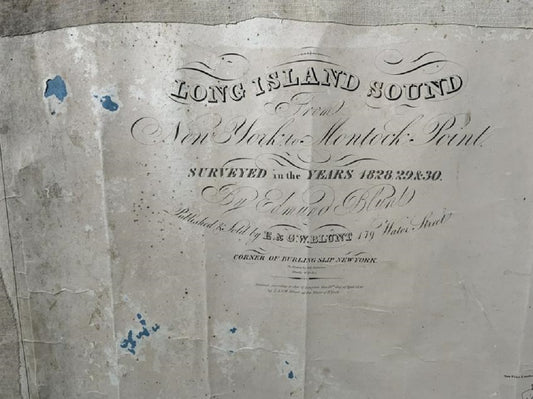 LONG ISLAND SOUND
From
New York to Montock Point.
SURVEYED in the YEARS 1828.29&30.
By Edmund Blunt
Published & Sold by E. & G.W. BLUNT 179 Water Street
CORNER OF BURLING SLIP NEW YORK.